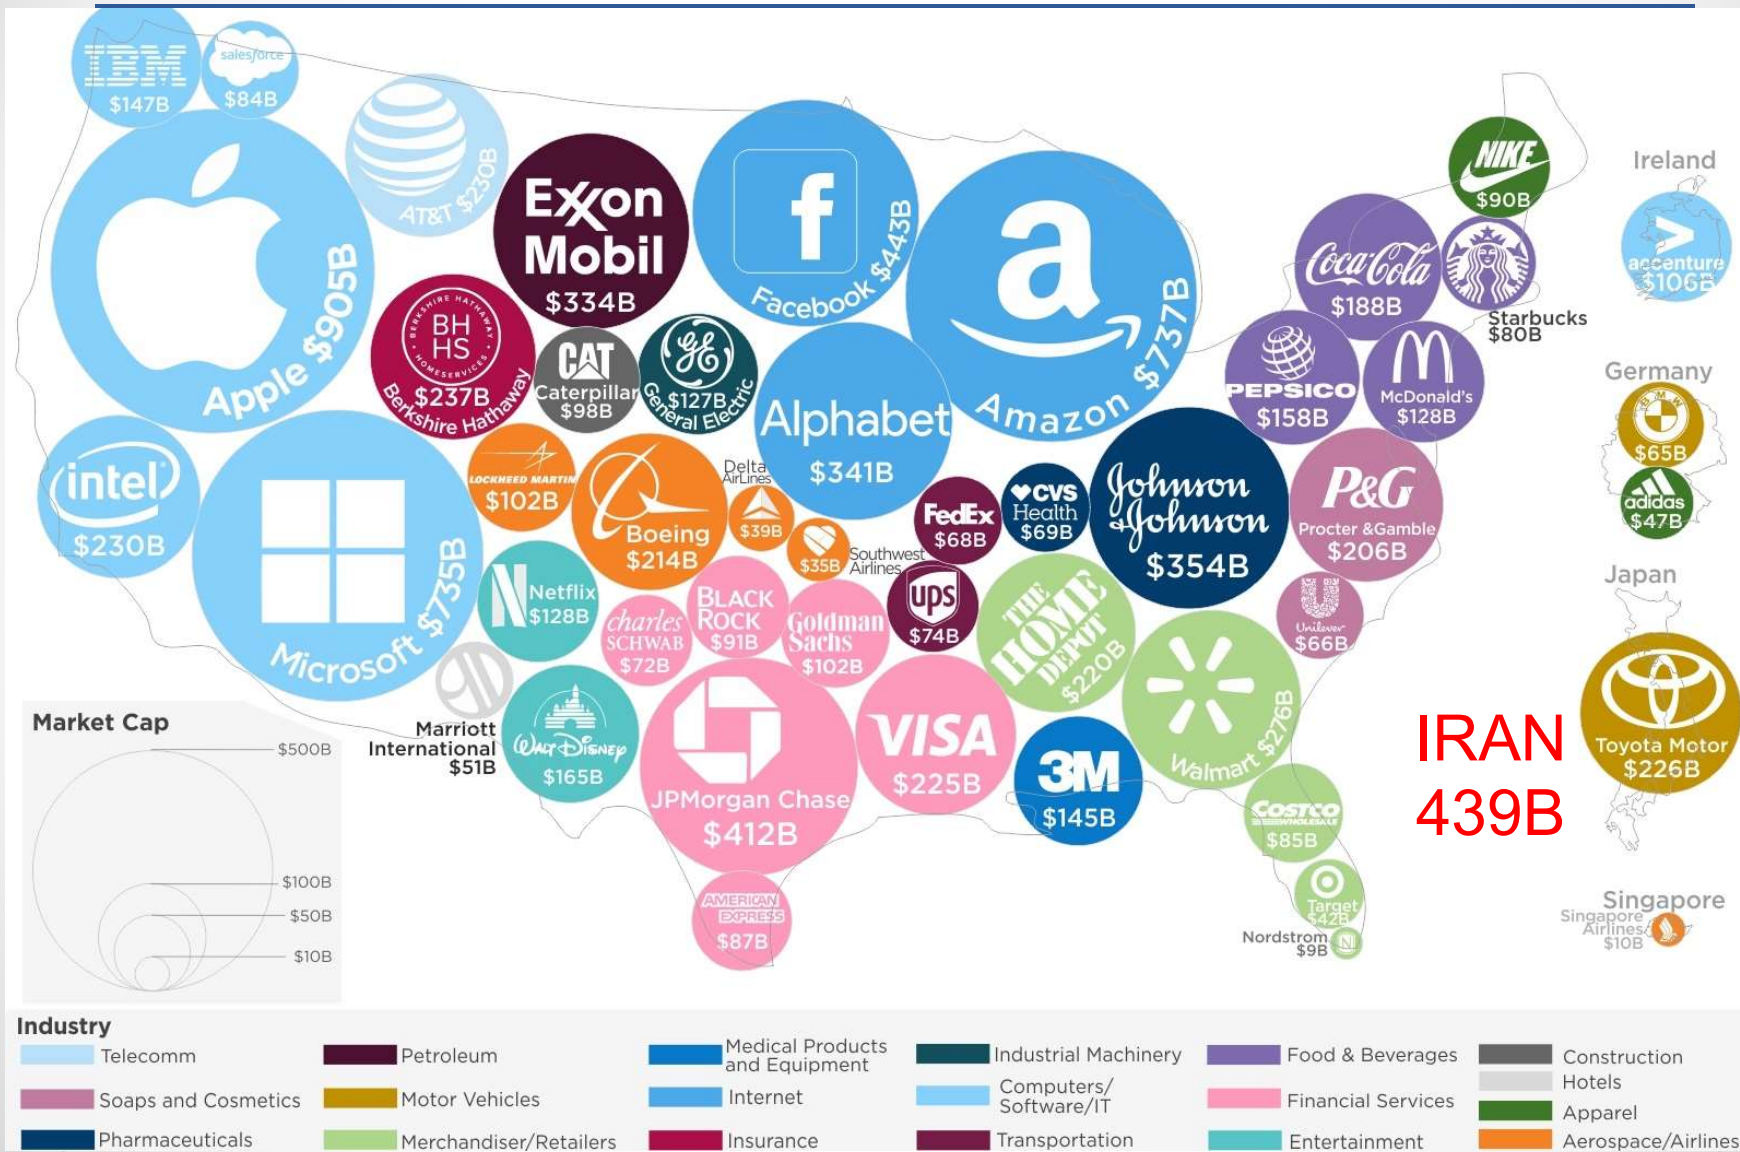 IBM
$147B
salesforce
$84B
AT&T $230B
Apple $905B
Exxon
Mobil
$334B
Facebook $443B
a
Amazon $737B
NIKE
$90B
Coca-Cola
$188B
Starbucks
$80B
PEPSICO
$158B
McDonald's
$128B
BERKSHIRE HATHAWAY
BH
HS
HOMESERVICES
$237B
Berkshire Hathaway
CAT
Caterpillar
$98B
GE
$127B
General Electric
Alphabet
$341B
intel
$230B
Microsoft $735B
LOCKHEED MARTIN
$102B
Boeing
$214B
Delta
AirLines
$39B
$35B
Southwest
Airlines
FedEx
$68B
CVS
Health
$69B
Johnson
&Johnson
$354B
P&G
Procter &Gamble
$206B
Unilever
$66B
Netflix
$128B
charles
SCHWAB
$72B
BLACK
ROCK
$91B
Goldman
Sachs
$102B
ups
$74B
THE
HOME
DEPOT
$220B
Walmart $276B
Marriott
International
$51B
WALT DISNEY
$165B
JPMorgan Chase
$412B
VISA
$225B
3M
$145B
COSTCO
WHOLESALE
$85B
Target
$42B
Nordstrom
$9B
N
AMERICAN
EXPRESS
$87B
Ireland
accenture
$106B
Germany
BMW
$65B
adidas
$47B
Japan
Toyota Motor
$226B
Singapore
Singapore
Airlines
$10B
IRAN
439B
Market Cap
$500B
$100B
$50B
$10B
Industry
Telecomm
Petroleum
Medical Products
and Equipment
Industrial Machinery
Food & Beverages
Construction
Hotels
Soaps and Cosmetics
Motor Vehicles
Internet
Computers/
Software/IT
Financial Services
Apparel
Pharmaceuticals
Merchandiser/Retailers
Insurance
Transportation
Entertainment
Aerospace/Airlines